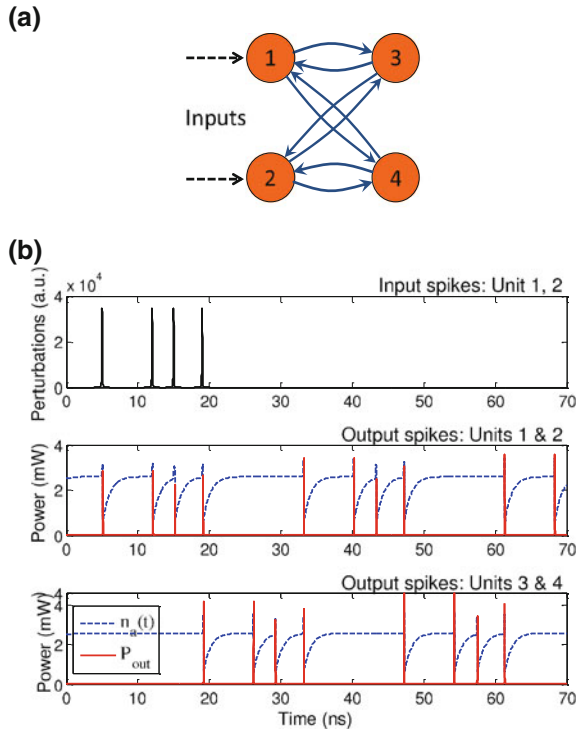 (a)
1
3
Inputs
2
4
(b)
x 10^4
Input spikes: Unit 1, 2
Perturbations (a.u.)
4
2
0
0 10 20 30 40 50 60 70
Output spikes: Units 1 & 2
Power (mW)
4
2
0
0 10 20 30 40 50 60 70
Output spikes: Units 3 & 4
Power (mW)
4
4
2
0
n_a(t)
P_out
0 10 20 30 40 50 60 70
Time (ns)